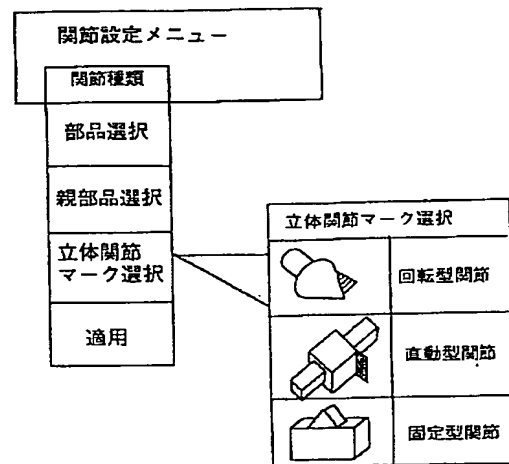 関節設定メニュー
関節種類
部品選択
親部品選択
立体関節
マーク選択
適用
立体関節マーク選択
回転型関節
直動型関節
固定型関節